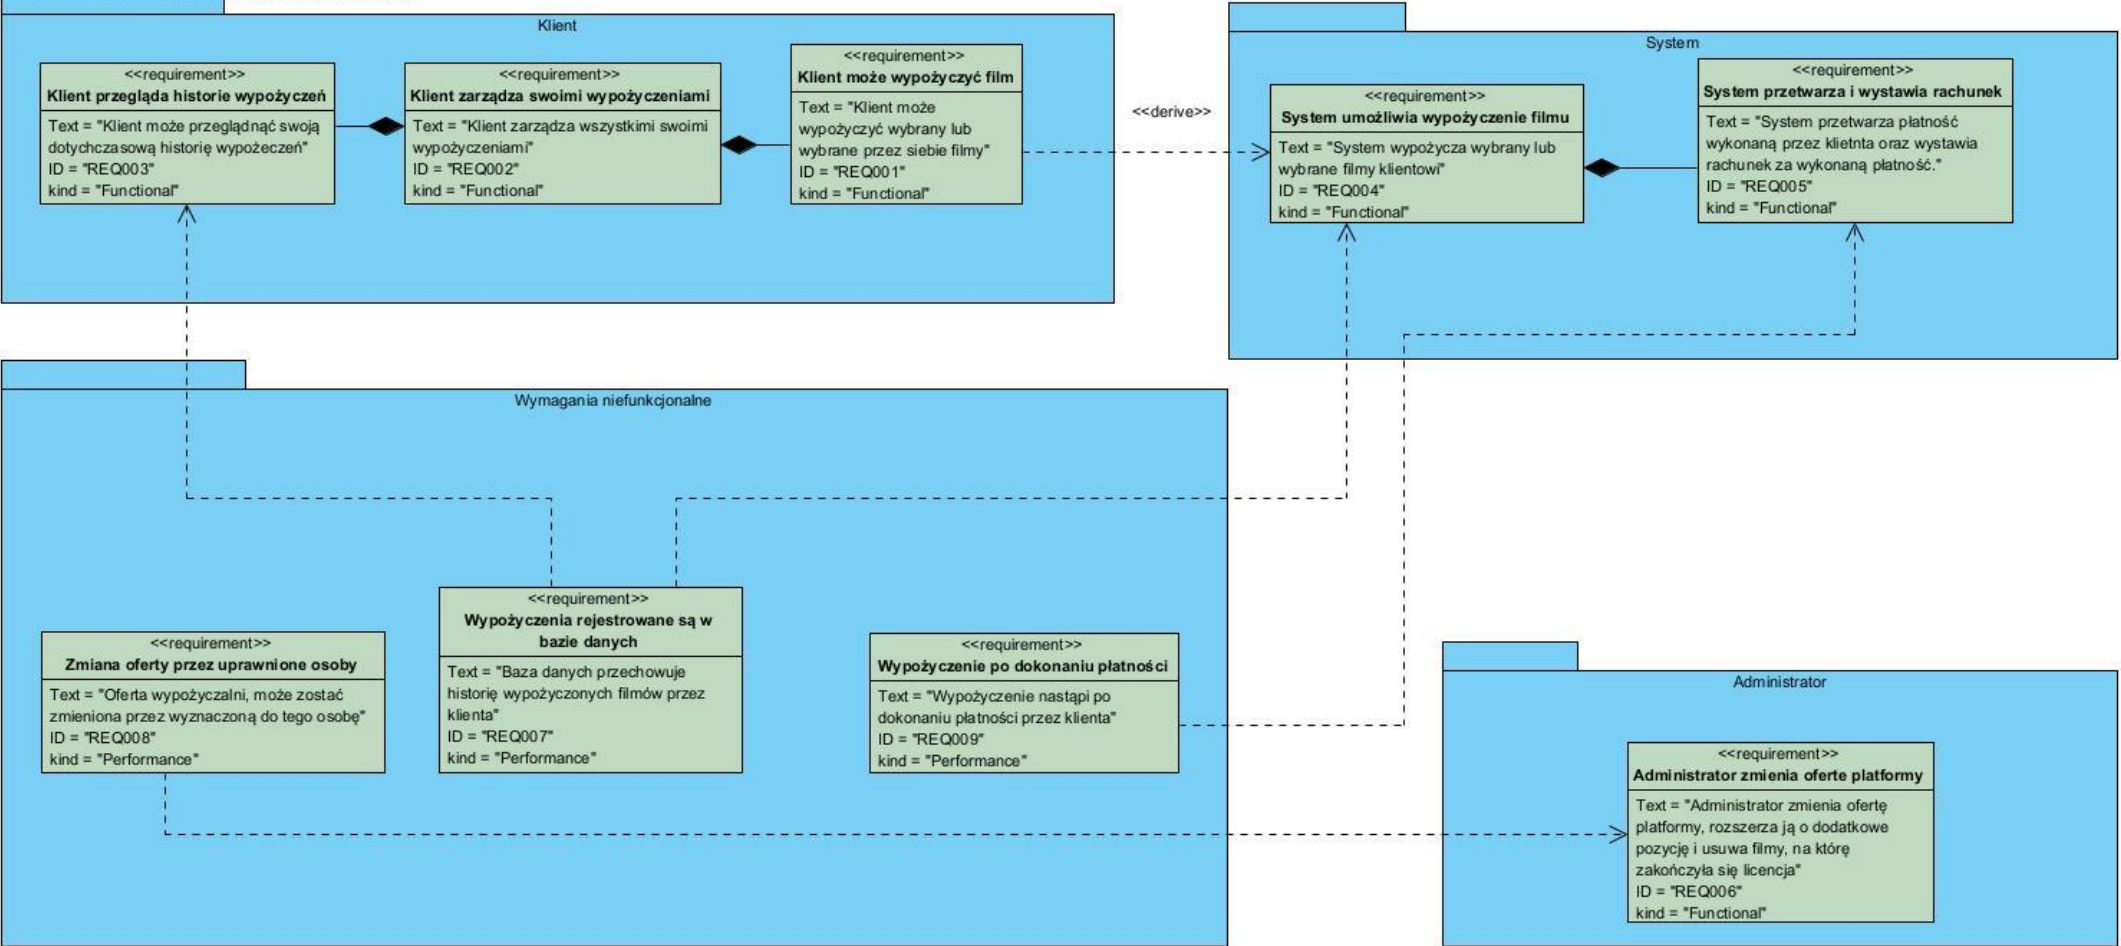 Klient
<<requirement>>
Klient przegląda historie wypożyczeń
Text = "Klient może przeglądnąć swoją
dotychczasową historię wypożeczeń"
ID = "REQ003"
kind = "Functional"
<<requirement>>
Klient zarządza swoimi wypożyczeniami
Text = "Klient zarządza wszystkimi swoimi
wypożyczeniami"
ID = "REQ002"
kind = "Functional"
<<requirement>>
Klient może wypożyczyć film
Text = "Klient może
wypożyczyć wybrany lub
wybrane przez siebie filmy"
ID = "REQ001"
kind = "Functional"
<<derive>>
System
<<requirement>>
System umożliwia wypożyczenie filmu
Text = "System wypożycza wybrany lub
wybrane filmy klientowi"
ID = "REQ004"
kind = "Functional"
<<requirement>>
System przetwarza i wystawia rachunek
Text = "System przetwarza płatność
wykonaną przez klietnta oraz wystawia
rachunek za wykonaną płatność."
ID = "REQ005"
kind = "Functional"
Wymagania niefunkcjonalne
<<requirement>>
Zmiana oferty przez uprawnione osoby
Text = "Oferta wypożyczalni, może zostać
zmieniona przez wyznaczoną do tego osobę"
ID = "REQ008"
kind = "Performance"
<<requirement>>
Wypożyczenia rejestrowane są w
bazie danych
Text = "Baza danych przechowuje
historię wypożyczonych filmów przez
klienta"
ID = "REQ007"
kind = "Performance"
<<requirement>>
Wypożyczenie po dokonaniu płatności
Text = "Wypożyczenie nastąpi po
dokonaniu płatności przez klienta"
ID = "REQ009"
kind = "Performance"
Administrator
<<requirement>>
Administrator zmienia oferte platformy
Text = "Administrator zmienia ofertę
platformy, rozszerza ją o dodatkowe
pozycję i usuwa filmy, na którę
zakończyła się licencja"
ID = "REQ006"
kind = "Functional"